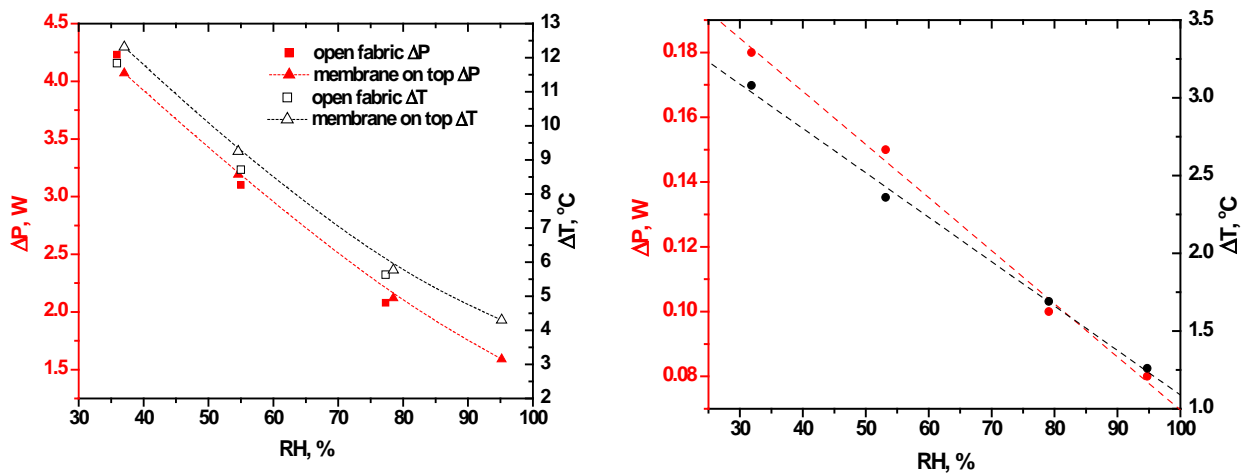 4.5
4.0
3.5
3.0
2.5
2.0
1.5
ΔP, W
open fabric ΔP
membrane on top ΔP
open fabric ΔT
membrane on top ΔT
13
12
11
10
9
8
7
6
5
4
3
2
ΔT, °C
30 40 50 60 70 80 90 100
RH, %
0.18
0.16
0.14
0.12
0.10
0.08
ΔP, W
3.5
3.0
2.5
2.0
1.5
1.0
ΔT, °C
30 40 50 60 70 80 90 100
RH, %